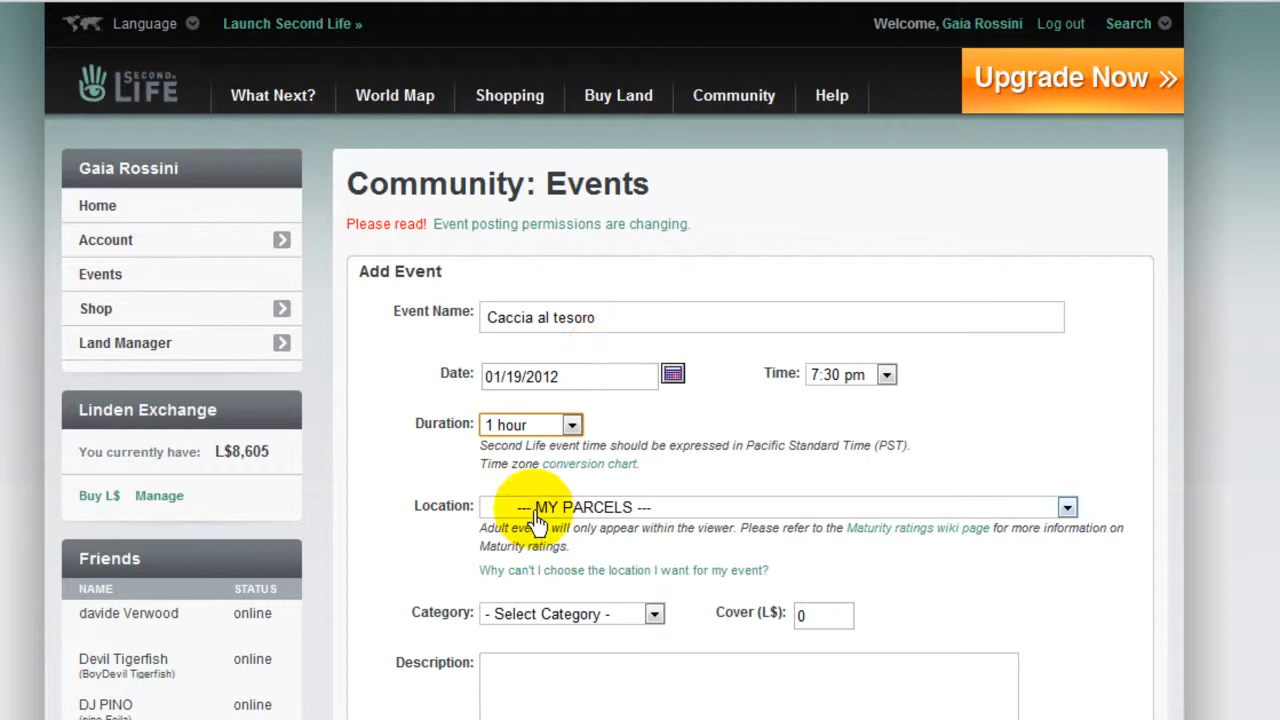 Language
Launch Second Life »
Welcome, Gaia Rossini
Log out
Search
SECOND LIFE
What Next?
World Map
Shopping
Buy Land
Community
Help
Upgrade Now »
Gaia Rossini
Home
Account
Events
Shop
Land Manager
Linden Exchange
You currently have: L$8,605
Buy L$ Manage
Friends
NAME STATUS
davide Verwood online
Devil Tigerfish online
(BoyDevil Tigerfish)
DJ PINO online
Community: Events
Please read! Event posting permissions are changing.
Add Event
Event Name: Caccia al tesoro
Date: 01/19/2012 Time: 7:30 pm
Duration: 1 hour
Second Life event time should be expressed in Pacific Standard Time (PST).
Time zone conversion chart.
Location: --- MY PARCELS ---
Adult events will only appear within the viewer. Please refer to the Maturity ratings wiki page for more information on
Maturity ratings.
Why can't I choose the location I want for my event?
Category: - Select Category - Cover (L$): 0
Description: